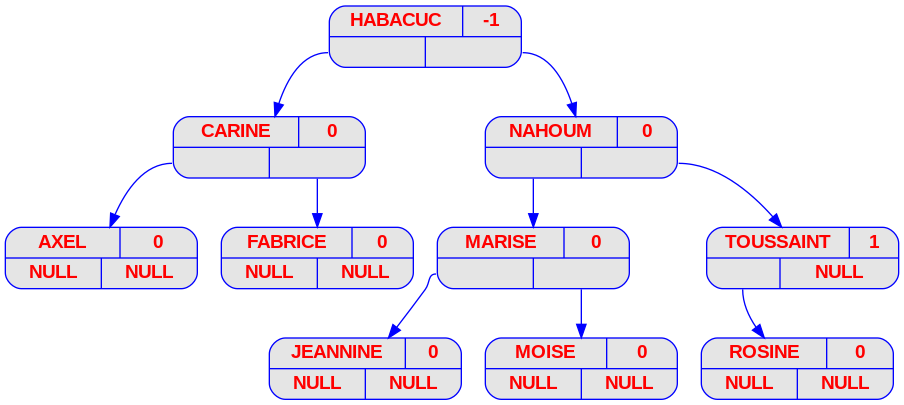 HABACUC -1
CARINE 0
NAHOUM 0
AXEL 0
NULL NULL
FABRICE 0
NULL NULL
MARISE 0
TOUSSAINT 1
NULL
JEANNINE 0
NULL NULL
MOISE 0
NULL NULL
ROSINE 0
NULL NULL